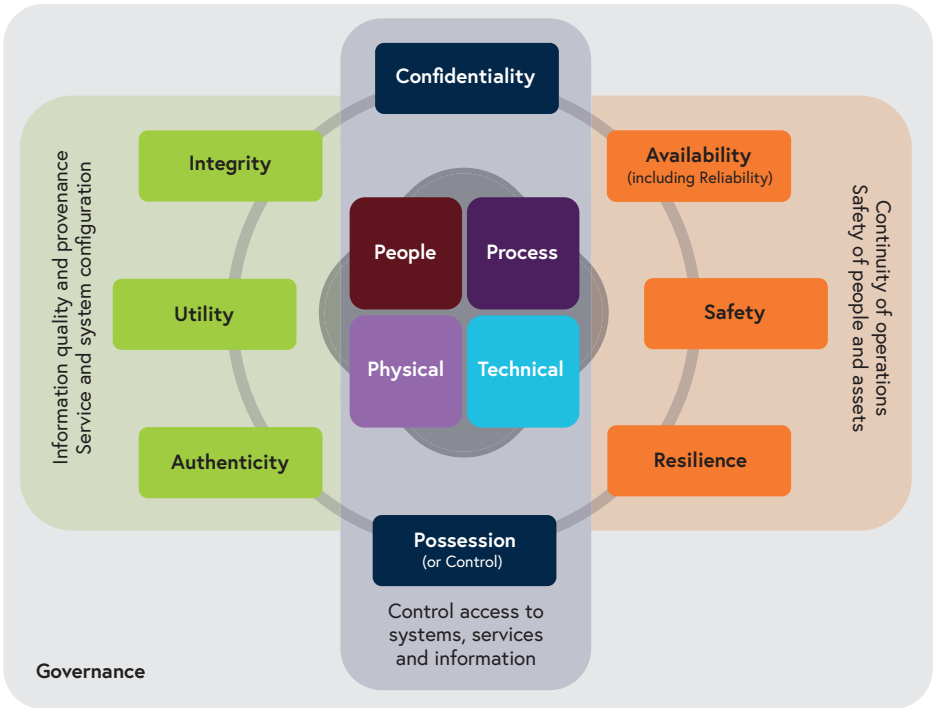 Confidentiality
Integrity
Availability
(including Reliability)
Information quality and provenance
Service and system configuration
People
Process
Continuity of operations
Safety of people and assets
Utility
Safety
Physical
Technical
Authenticity
Resilience
Possession
(or Control)
Control access to
systems, services
and information
Governance